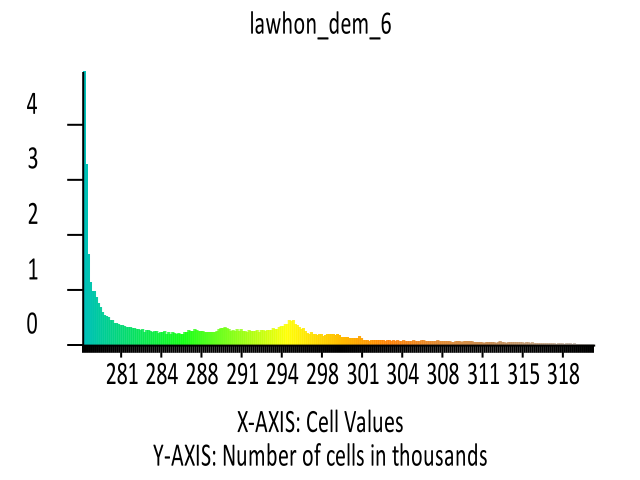 lawhon_dem_6
4
3
2
1
0
281 284 288 291 294 298 301 304 308 311 315 318
X-AXIS: Cell Values
Y-AXIS: Number of cells in thousands